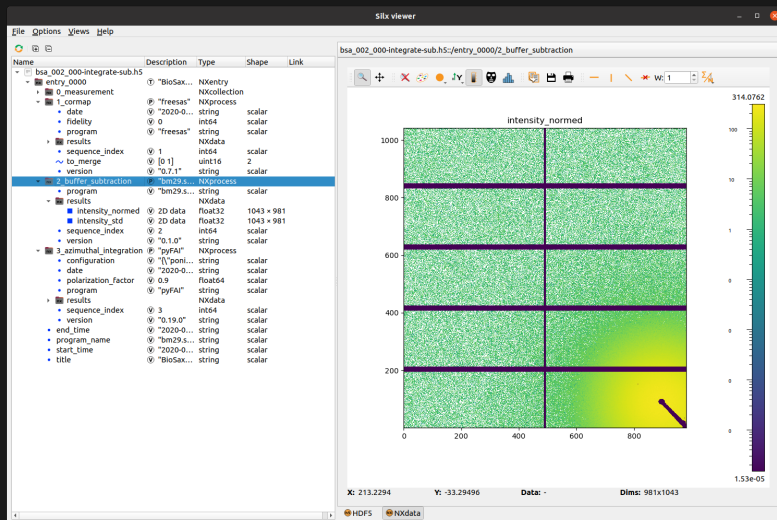 Silx viewer
File Options Views Help
Name Description Type Shape Link
bsa_002_000-integrate-sub.h5
entry_0000 "BioSax... NXentry
0_measurement NXcollection
1_cormap "freesas" NXprocess
date "2020-0... string scalar
fidelity 0 int64 scalar
program "freesas" string scalar
results NXdata
sequence_index 1 int64 scalar
to_merge [0 1] uint16 2
version "0.7.1" string scalar
2_buffer_subtraction "bm29.s... NXprocess
program "bm29.s... string scalar
results NXdata
intensity_normed 2D data float32 1043 × 981
intensity_std 2D data float32 1043 × 981
sequence_index 2 int64 scalar
version "0.1.0" string scalar
3_azimuthal_integration "pyFAI" NXprocess
configuration "{\"poni... string scalar
date "2020-0... string scalar
polarization_factor 0.9 float64 scalar
program "pyFAI" string scalar
results NXdata
sequence_index 3 int64 scalar
version "0.19.0" string scalar
end_time "2020-0... string scalar
program_name "bm29.s... string scalar
start_time "2020-0... string scalar
title "BioSax... string scalar
bsa_002_000-integrate-sub.h5::/entry_0000/2_buffer_subtraction
W: 1
intensity_normed
314.0762
1000
800
600
400
200
0 200 400 600 800
100
10
1
0
0
0
0
1.53e-05
X: 213.2294 Y: -33.29496 Data: - Dims: 981x1043
HDF5 NXdata